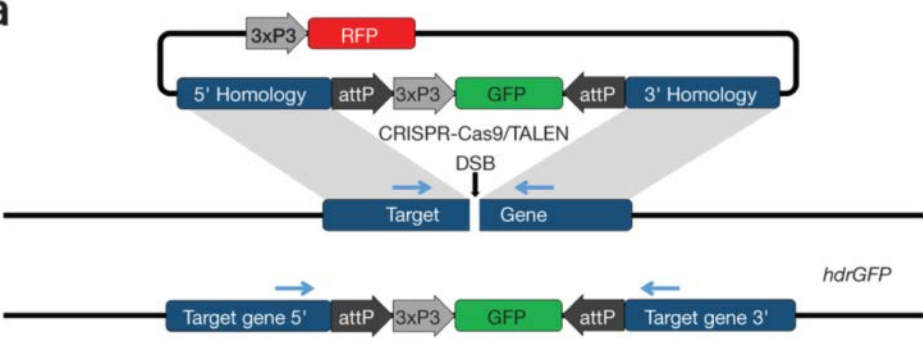 a
3xP3 RFP
5' Homology attP 3xP3 GFP attP 3' Homology
CRISPR-Cas9/TALEN
DSB
Target Gene
hdrGFP
Target gene 5' attP 3xP3 GFP attP Target gene 3'